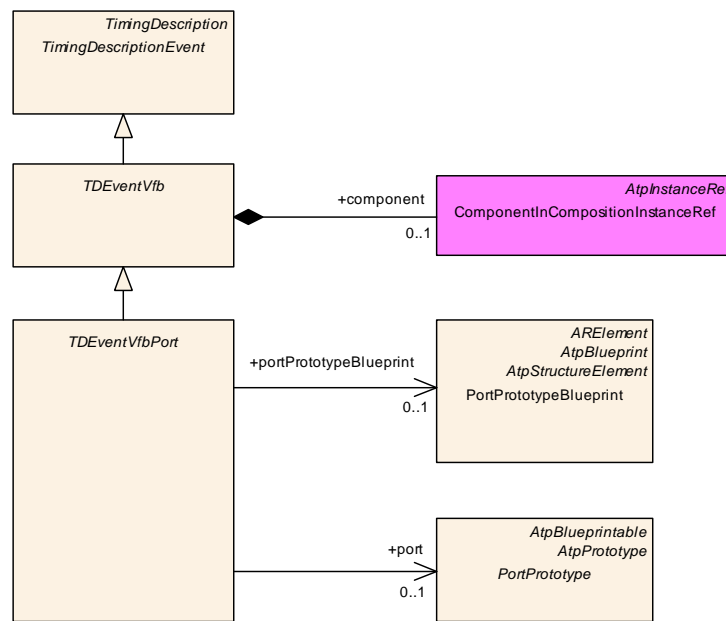 TimingDescription
TimingDescriptionEvent
TDEventVfb
+component
0..1
AtpInstanceRe
ComponentInCompositionInstanceRef
TDEventVfbPort
+portPrototypeBlueprint
0..1
ARElement
AtpBlueprint
AtpStructureElement
PortPrototypeBlueprint
+port
0..1
AtpBlueprintable
AtpPrototype
PortPrototype